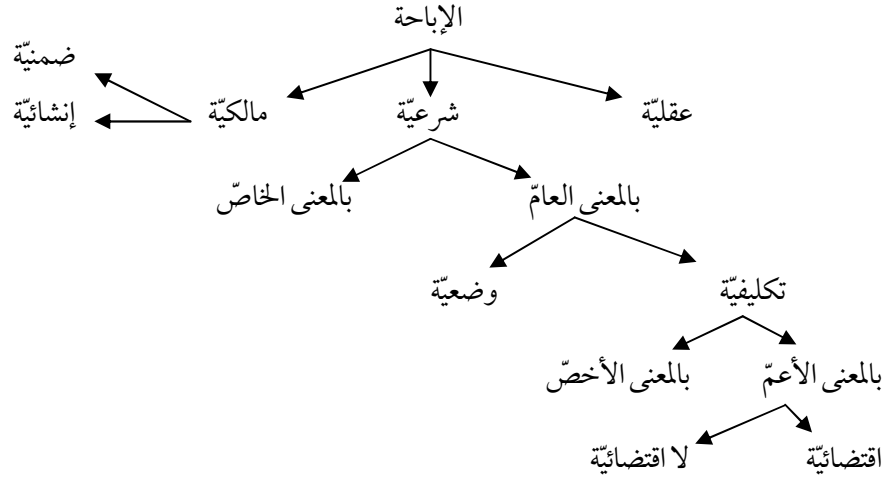 الإباحة
ضمنيّة
عقليّة شرعيّة مالكيّة إنشائيّة
بالمعنى العامّ بالمعنى الخاصّ
تكليفيّة وضعيّة
بالمعنى الأعمّ بالمعنى الأخصّ
اقتضائيّة لا اقتضائيّة